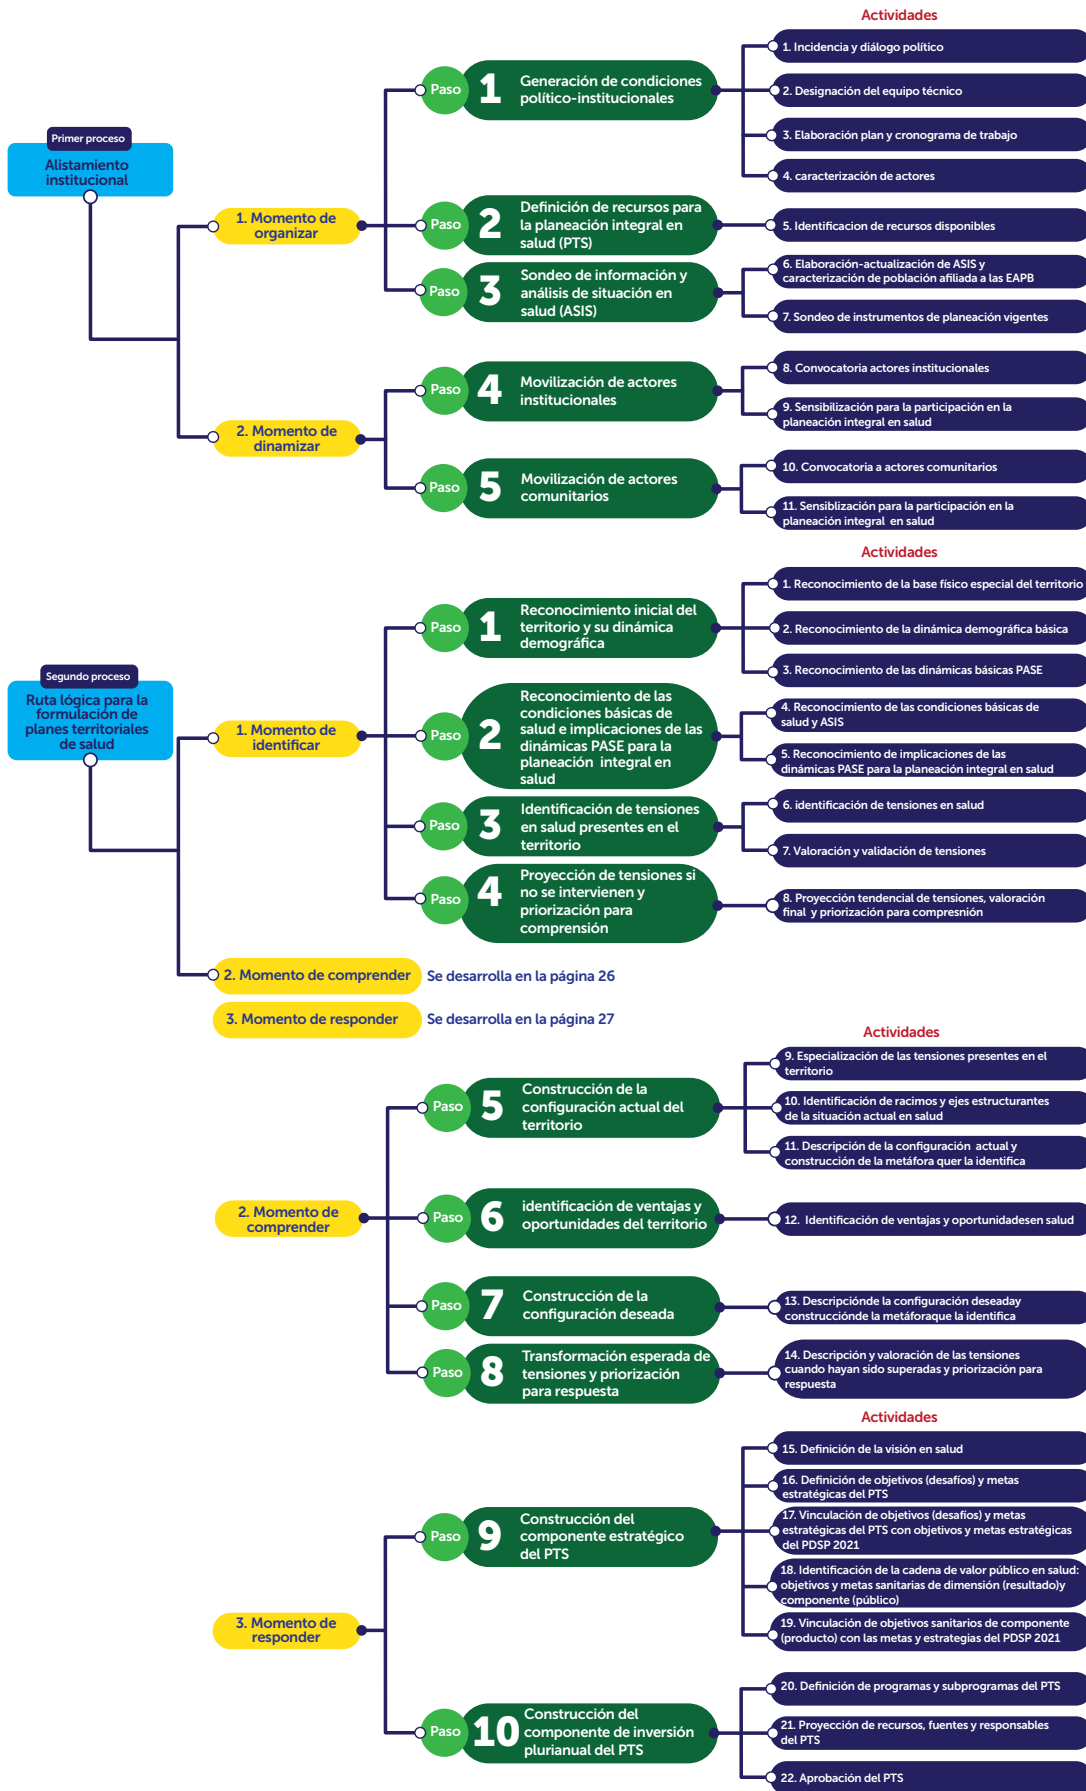 Actividades
Primer proceso
Alistamiento
institucional
1. Momento de
organizar
Paso
1
Generación de condiciones
político-institucionales
1. Incidencia y diálogo político
2. Designación del equipo técnico
3. Elaboración plan y cronograma de trabajo
4. caracterización de actores
Paso
2
Definición de recursos para
la planeación integral en
salud (PTS)
5. Identificacion de recursos disponibles
Paso
3
Sondeo de información y
análisis de situación en
salud (ASIS)
6. Elaboración-actualización de ASIS y
caracterización de población afiliada a las EAPB
7. Sondeo de instrumentos de planeación vigentes
2. Momento de
dinamizar
Paso
4
Movilización de actores
institucionales
8. Convocatoria actores institucionales
9. Sensibilización para la participación en la
planeación integral en salud
Paso
5
Movilización de actores
comunitarios
10. Convocatoria a actores comunitarios
11. Sensiblización para la participación en la
planeación integral en salud
Actividades
Segundo proceso
Ruta lógica para la
formulación de
planes territoriales
de salud
1. Momento de
identificar
Paso
1
Reconocimiento inicial del
territorio y su dinámica
demográfica
1. Reconocimiento de la base físico especial del territorio
2. Reconocimiento de la dinámica demográfica básica
3. Reconocimiento de las dinámicas básicas PASE
Paso
2
Reconocimiento de las
condiciones básicas de
salud e implicaciones de las
dinámicas PASE para la
planeación integral en
salud
4. Reconocimiento de las condiciones básicas de
salud y ASIS
5. Reconocimiento de implicaciones de las
dinámicas PASE para la planeación integral en salud
Paso
3
Identificación de tensiones
en salud presentes en el
territorio
6. identificación de tensiones en salud
7. Valoración y validación de tensiones
Paso
4
Proyección de tensiones si
no se intervienen y
priorización para
comprensión
8. Proyección tendencial de tensiones, valoración
final y priorización para compresnión
2. Momento de comprender
Se desarrolla en la página 26
3. Momento de responder
Se desarrolla en la página 27
Actividades
2. Momento de
comprender
Paso
5
Construcción de la
configuración actual del
territorio
9. Especialización de las tensiones presentes en el
territorio
10. Identificación de racimos y ejes estructurantes
de la situación actual en salud
11. Descripción de la configuración actual y
construcción de la metáfora quer la identifica
Paso
6
identificación de ventajas y
oportunidades del territorio
12. Identificación de ventajas y oportunidadesen salud
Paso
7
Construcción de la
configuración deseada
13. Descripciónde la configuración deseaday
construcciónde la metáforaque la identifica
Paso
8
Transformación esperada de
tensiones y priorización
para respuesta
14. Descripción y valoración de las tensiones
cuando hayan sido superadas y priorización para
respuesta
Actividades
3. Momento de
responder
Paso
9
Construcción del
componente estratégico
del PTS
15. Definición de la visión en salud
16. Definición de objetivos (desafíos) y metas
estratégicas del PTS
17. Vinculación de objetivos (desafíos) y metas
estratégicas del PTS con objetivos y metas estratégicas
del PDSP 2021
18. Identificación de la cadena de valor público en salud:
objetivos y metas sanitarias de dimensión (resultado)y
componente (público)
19. Vinculación de objetivos sanitarios de componente
(producto) con las metas y estrategias del PDSP 2021
Paso
10
Construcción del
componente de inversión
plurianual del PTS
20. Definición de programas y subprogramas del PTS
21. Proyección de recursos, fuentes y responsables
del PTS
22. Aprobación del PTS